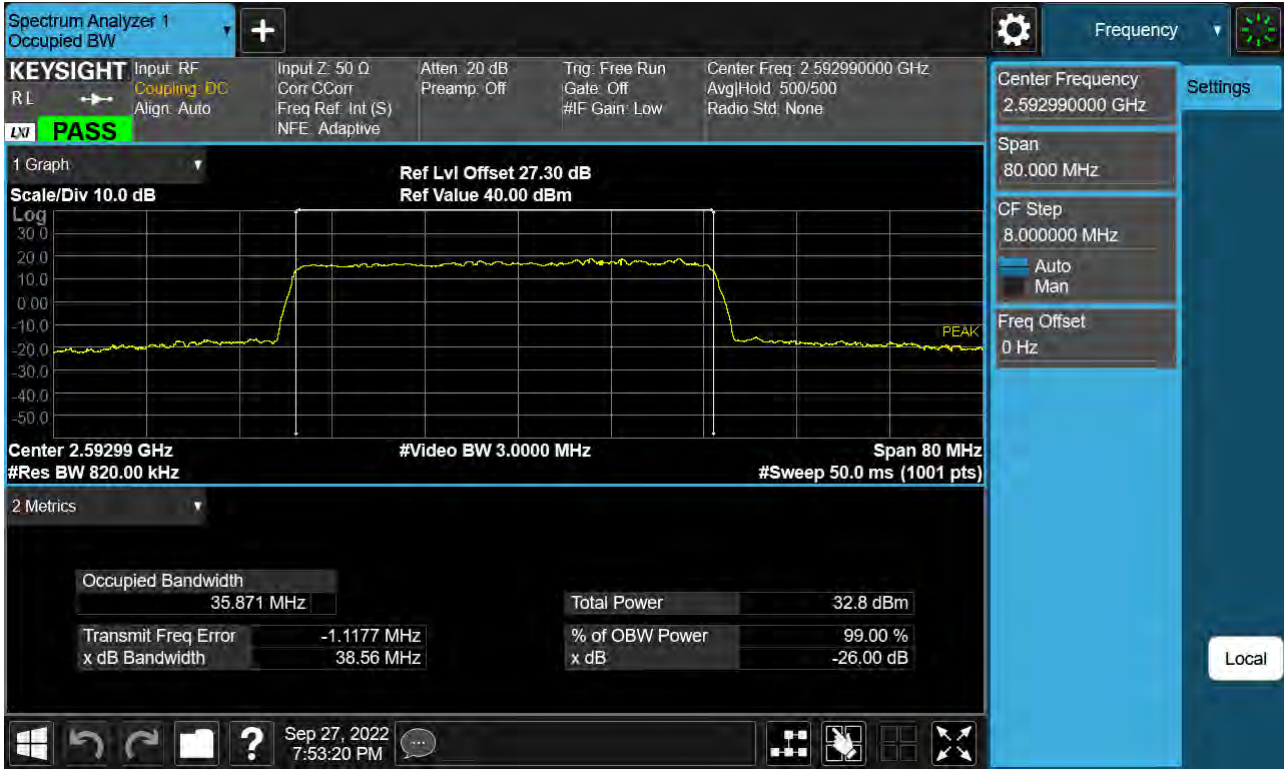 Spectrum Analyzer 1
Occupied BW
+
Frequency
KEYSIGHT
R L
LXI
PASS
Input: RF
Coupling: DC
Align: Auto
Input Z: 50 Ω
Corr CCorr
Freq Ref: Int (S)
NFE: Adaptive
Atten: 20 dB
Preamp: Off
Trig: Free Run
Gate: Off
#IF Gain: Low
Center Freq: 2.592990000 GHz
Avg|Hold: 500/500
Radio Std: None
1 Graph
Scale/Div 10.0 dB
Ref Lvl Offset 27.30 dB
Ref Value 40.00 dBm
Log
30.0
20.0
10.0
0.00
-10.0
-20.0
-30.0
-40.0
-50.0
PEAK
Center 2.59299 GHz
#Video BW 3.0000 MHz
Span 80 MHz
#Res BW 820.00 kHz
#Sweep 50.0 ms (1001 pts)
2 Metrics
Occupied Bandwidth
35.871 MHz
Total Power 32.8 dBm
Transmit Freq Error -1.1177 MHz
% of OBW Power 99.00 %
x dB Bandwidth 38.56 MHz
x dB -26.00 dB
Center Frequency
2.592990000 GHz
Settings
Span
80.000 MHz
CF Step
8.000000 MHz
Auto
Man
Freq Offset
0 Hz
Local
?
Sep 27, 2022
7:53:20 PM